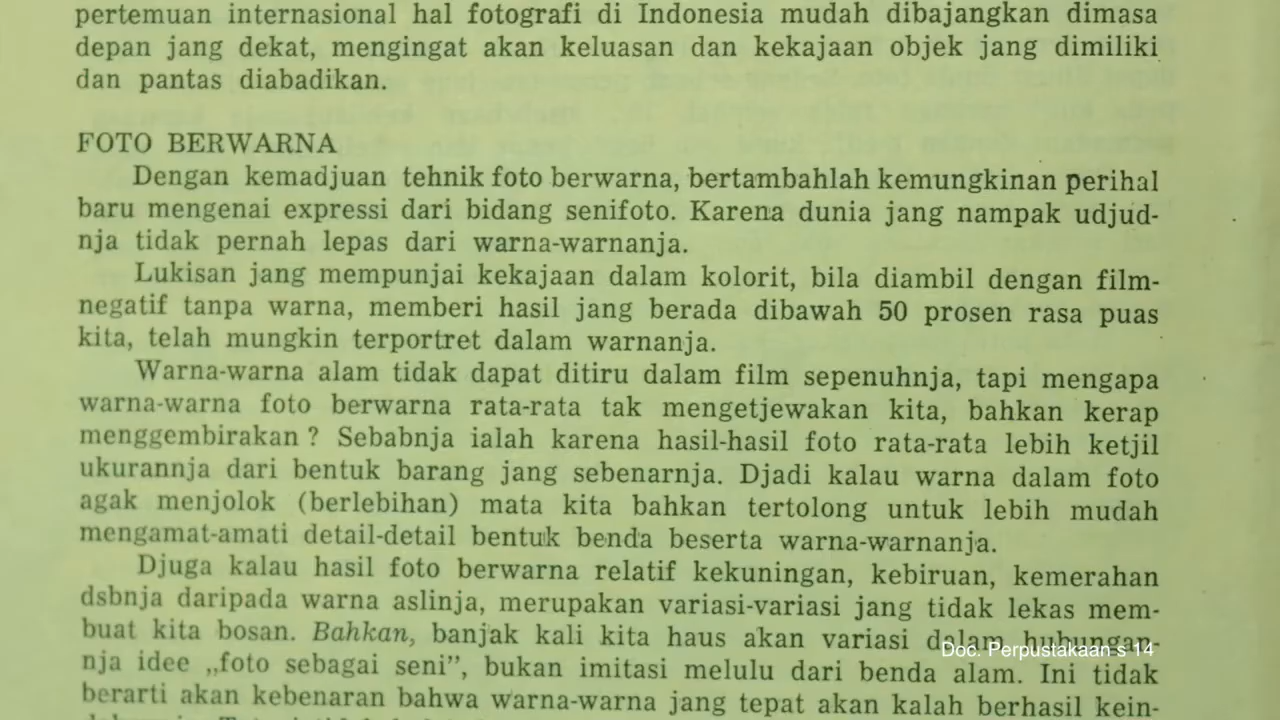 pertemuan internasional hal fotografi di Indonesia mudah dibajangkan dimasa
depan jang dekat, mengingat akan keluasan dan kekajaan objek jang dimiliki
dan pantas diabadikan.
FOTO BERWARNA
Dengan kemadjuan tehnik foto berwarna, bertambahlah kemungkinan perihal
baru mengenai expressi dari bidang senifoto. Karena dunia jang nampak udjud-
nja tidak pernah lepas dari warna-warnanja.
Lukisan jang mempunjai kekajaan dalam kolorit, bila diambil dengan film-
negatif tanpa warna, memberi hasil jang berada dibawah 50 prosen rasa puas
kita, telah mungkin terportret dalam warnanja.
Warna-warna alam tidak dapat ditiru dalam film sepenuhnja, tapi mengapa
warna-warna foto berwarna rata-rata tak mengetjewakan kita, bahkan kerap
menggembirakan ? Sebabnja ialah karena hasil-hasil foto rata-rata lebih ketjil
ukurannja dari bentuk barang jang sebenarnja. Djadi kalau warna dalam foto
agak menjolok (berlebihan) mata kita bahkan tertolong untuk lebih mudah
mengamat-amati detail-detail bentuk benda beserta warna-warnanja.
Djuga kalau hasil foto berwarna relatif kekuningan, kebiruan, kemerahan
dsbnja daripada warna aslinja, merupakan variasi-variasi jang tidak lekas mem-
buat kita bosan. Bahkan, banjak kali kita haus akan variasi dalam hubungan-
nja idee „foto sebagai seni”, bukan imitasi melulu dari benda alam. Ini tidak
berarti akan kebenaran bahwa warna-warna jang tepat akan kalah berhasil kein-
Doc. Perpustakaan s 14